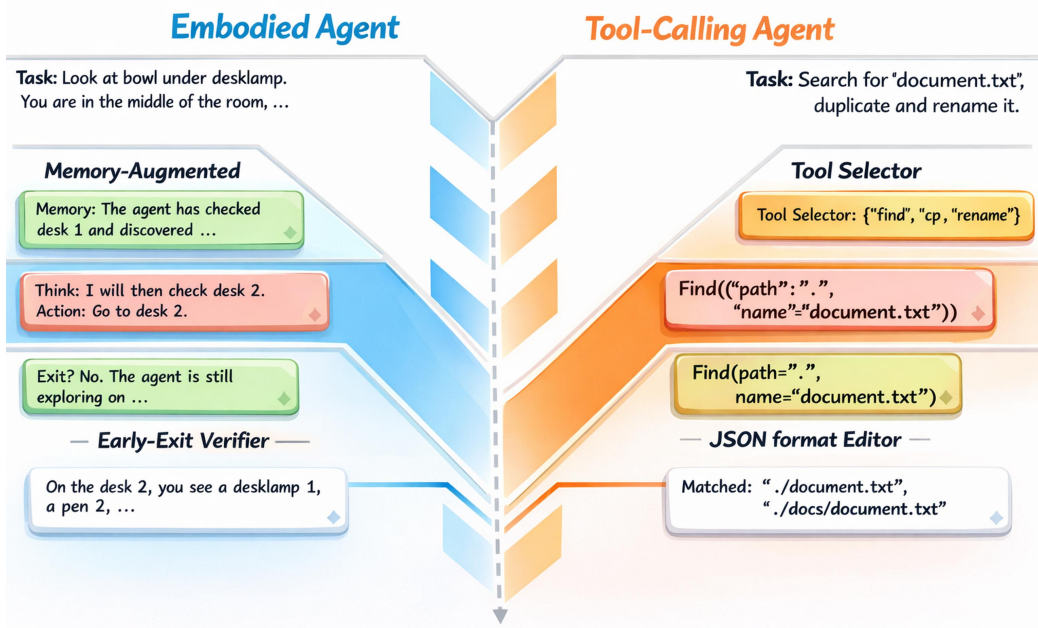 Embodied Agent
Task: Look at bowl under desklamp.
You are in the middle of the room, ...
Memory-Augmented
Memory: The agent has checked
desk 1 and discovered ...
Think: I will then check desk 2.
Action: Go to desk 2.
Exit? No. The agent is still
exploring on ...
Early-Exit Verifier
On the desk 2, you see a desklamp 1,
a pen 2, ...
Tool-Calling Agent
Task: Search for "document.txt",
duplicate and rename it.
Tool Selector
Tool Selector: {"find", "cp, "rename"}
Find(("path":".",
"name"="document.txt"))
Find(path=".",
name="document.txt")
JSON format Editor
Matched: "./document.txt",
"./docs/document.txt"